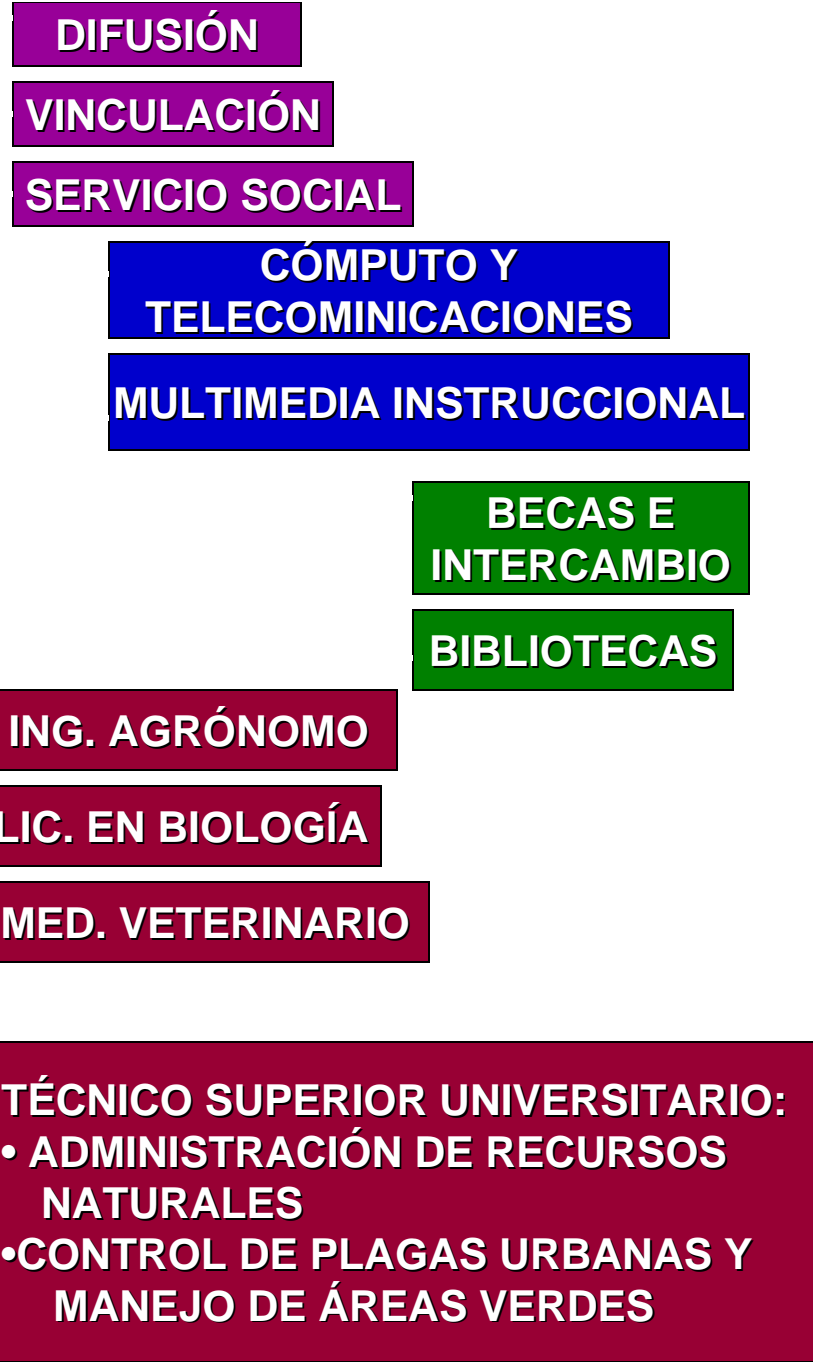 DIFUSIÓN
VINCULACIÓN
SERVICIO SOCIAL
CÓMPUTO Y
TELECOMINICACIONES
MULTIMEDIA INSTRUCCIONAL
BECAS E
INTERCAMBIO
BIBLIOTECAS
ING. AGRÓNOMO
LIC. EN BIOLOGÍA
MED. VETERINARIO
TÉCNICO SUPERIOR UNIVERSITARIO:
• ADMINISTRACIÓN DE RECURSOS
NATURALES
•CONTROL DE PLAGAS URBANAS Y
MANEJO DE ÁREAS VERDES